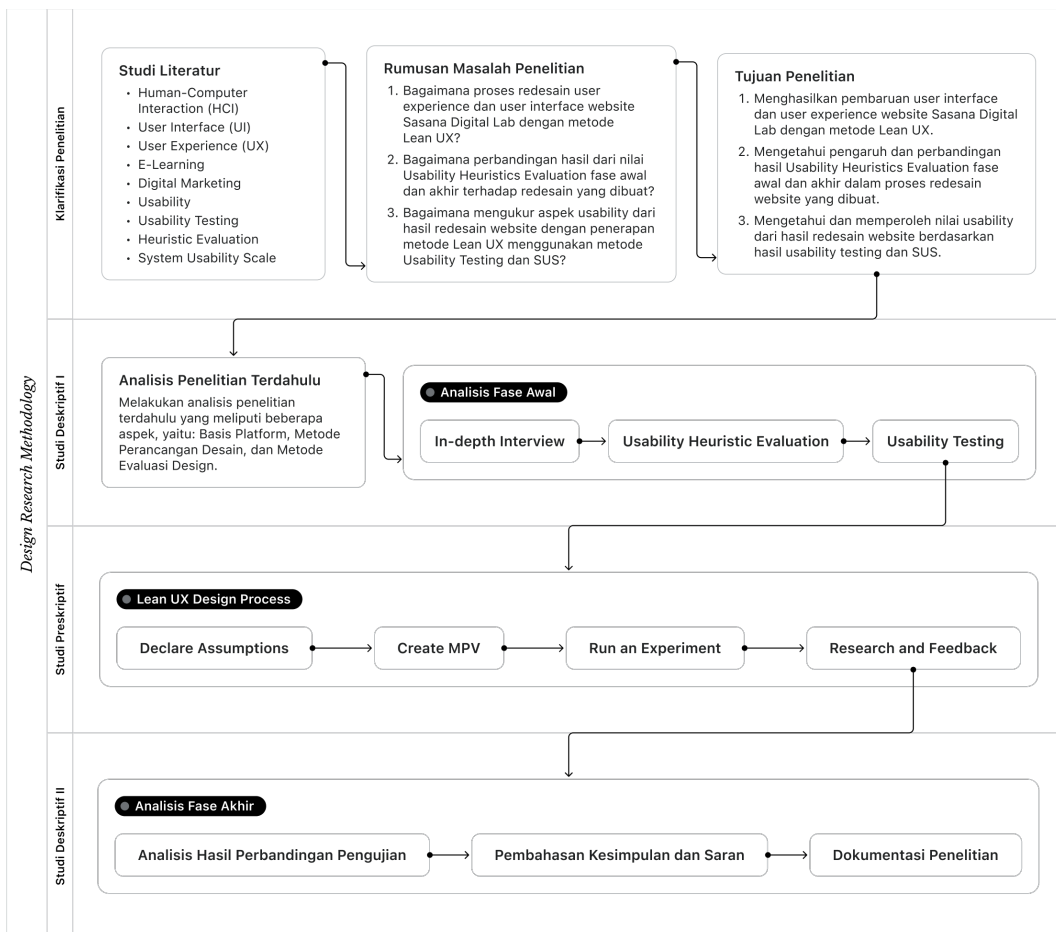 Design Research Methodology
Klarifikasi Penelitian
Studi Literatur
• Human-Computer
Interaction (HCI)
• User Interface (UI)
• User Experience (UX)
• E-Learning
• Digital Marketing
• Usability
• Usability Testing
• Heuristic Evaluation
• System Usability Scale
Rumusan Masalah Penelitian
1. Bagaimana proses redesain user
experience dan user interface website
Sasana Digital Lab dengan metode
Lean UX?
2. Bagaimana perbandingan hasil dari nilai
Usability Heuristics Evaluation fase awal
dan akhir terhadap redesain yang dibuat?
3. Bagaimana mengukur aspek usability dari
hasil redesain website dengan penerapan
metode Lean UX menggunakan metode
Usability Testing dan SUS?
Tujuan Penelitian
1. Menghasilkan pembaruan user interface
dan user experience website Sasana Digital
Lab dengan metode Lean UX.
2. Mengetahui pengaruh dan perbandingan
hasil Usability Heuristics Evaluation fase
awal dan akhir dalam proses redesain
website yang dibuat.
3. Mengetahui dan memperoleh nilai usability
dari hasil redesain website berdasarkan
hasil usability testing dan SUS.
Studi Deskriptif I
Analisis Penelitian Terdahulu
Melakukan analisis penelitian
terdahulu yang meliputi beberapa
aspek, yaitu: Basis Platform, Metode
Perancangan Desain, dan Metode
Evaluasi Design.
Analisis Fase Awal
In-depth Interview
Usability Heuristic Evaluation
Usability Testing
Studi Preskriptif
Lean UX Design Process
Declare Assumptions
Create MPV
Run an Experiment
Research and Feedback
Studi Deskriptif II
Analisis Fase Akhir
Analisis Hasil Perbandingan Pengujian
Pembahasan Kesimpulan dan Saran
Dokumentasi Penelitian